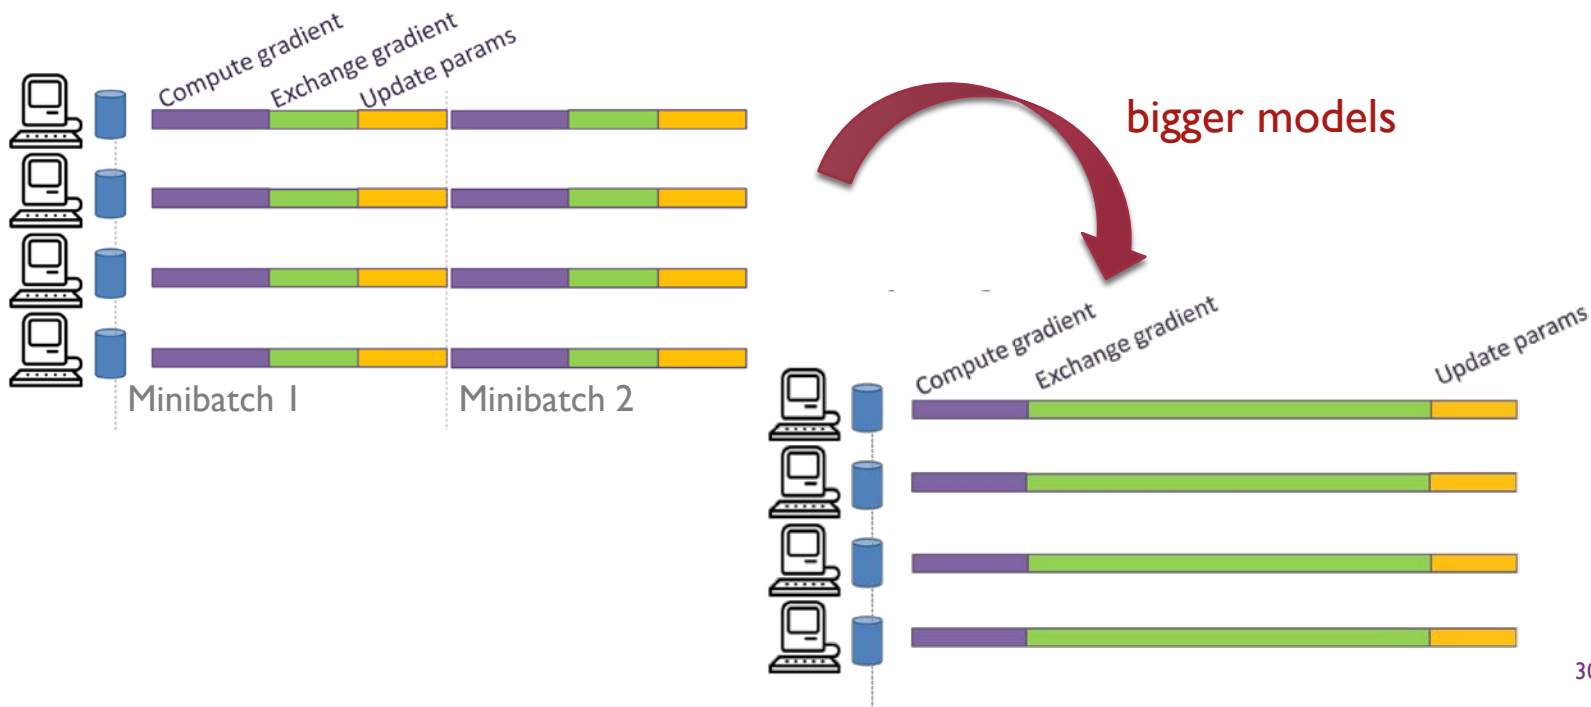 Compute gradient
Exchange gradient
Update params
bigger models
Minibatch 1
Minibatch 2
Compute gradient
Exchange gradient
Update params